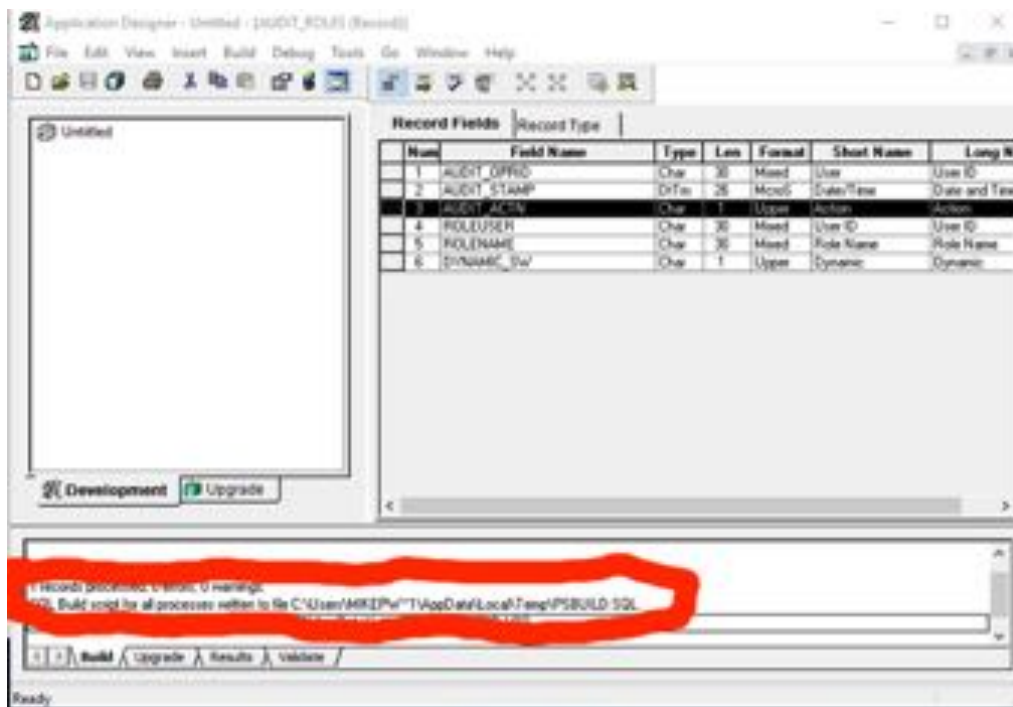 Application Designer - Untitled - [AUDIT_ROLES (Record)]
File Edit View Insert Build Debug Tools Go Window Help
Untitled
Record Fields Record Type
Num Field Name Type Len Format Short Name Long N
1 AUDIT_OPRID Char 30 Mixed User User ID
2 AUDIT_STAMP DtTm 26 MicroS Date/Time Date and Time
3 AUDIT_ACTN Char 1 Upper Action Action
4 ROLEUSER Char 30 Mixed User ID User ID
5 ROLENAME Char 30 Mixed Role Name Role Name
6 DYNAMIC_SW Char 1 Upper Dynamic Dynamic
Development Upgrade
1 records processed, 0 errors, 0 warnings.
SQL Build script for all processes written to file C:\Users\MIKEPW~1\AppData\Local\Temp\PSBUILD.SQL
Build Upgrade Results Validate
Ready